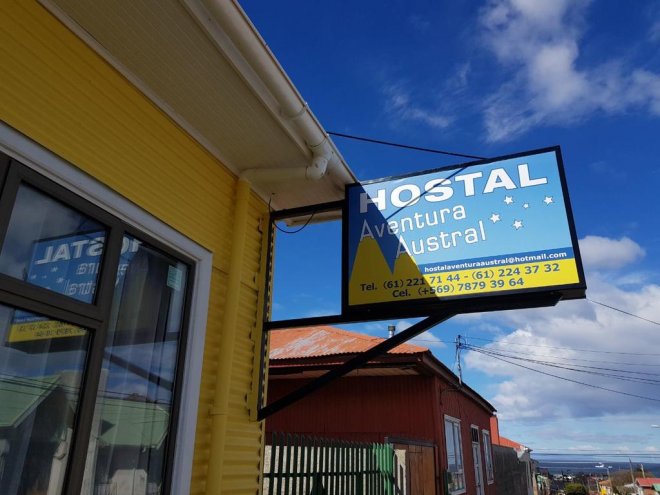 HOSTAL
Aventura
Austral
hostalaventuraaustral@hotmail.com
Tel. (61) 221 71 44 - (61) 224 37 32
Cel. (+569) 7879 39 64